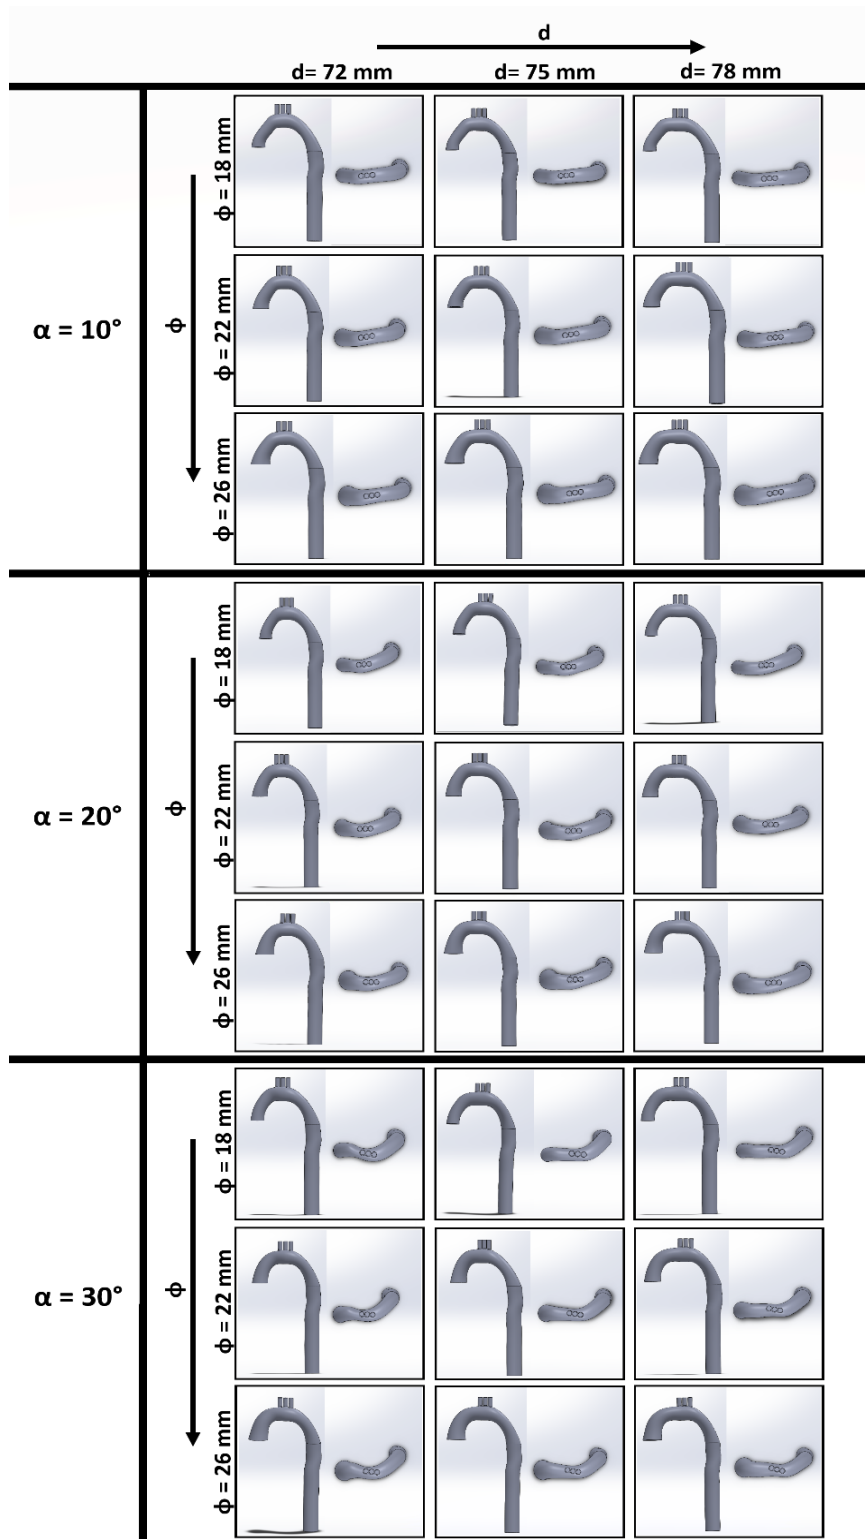 d
d= 72 mm
d= 75 mm
d= 78 mm
α = 10°
ϕ
ϕ = 18 mm
ϕ = 22 mm
ϕ = 26 mm
α = 20°
ϕ
ϕ = 18 mm
ϕ = 22 mm
ϕ = 26 mm
α = 30°
ϕ
ϕ = 18 mm
ϕ = 22 mm
ϕ = 26 mm